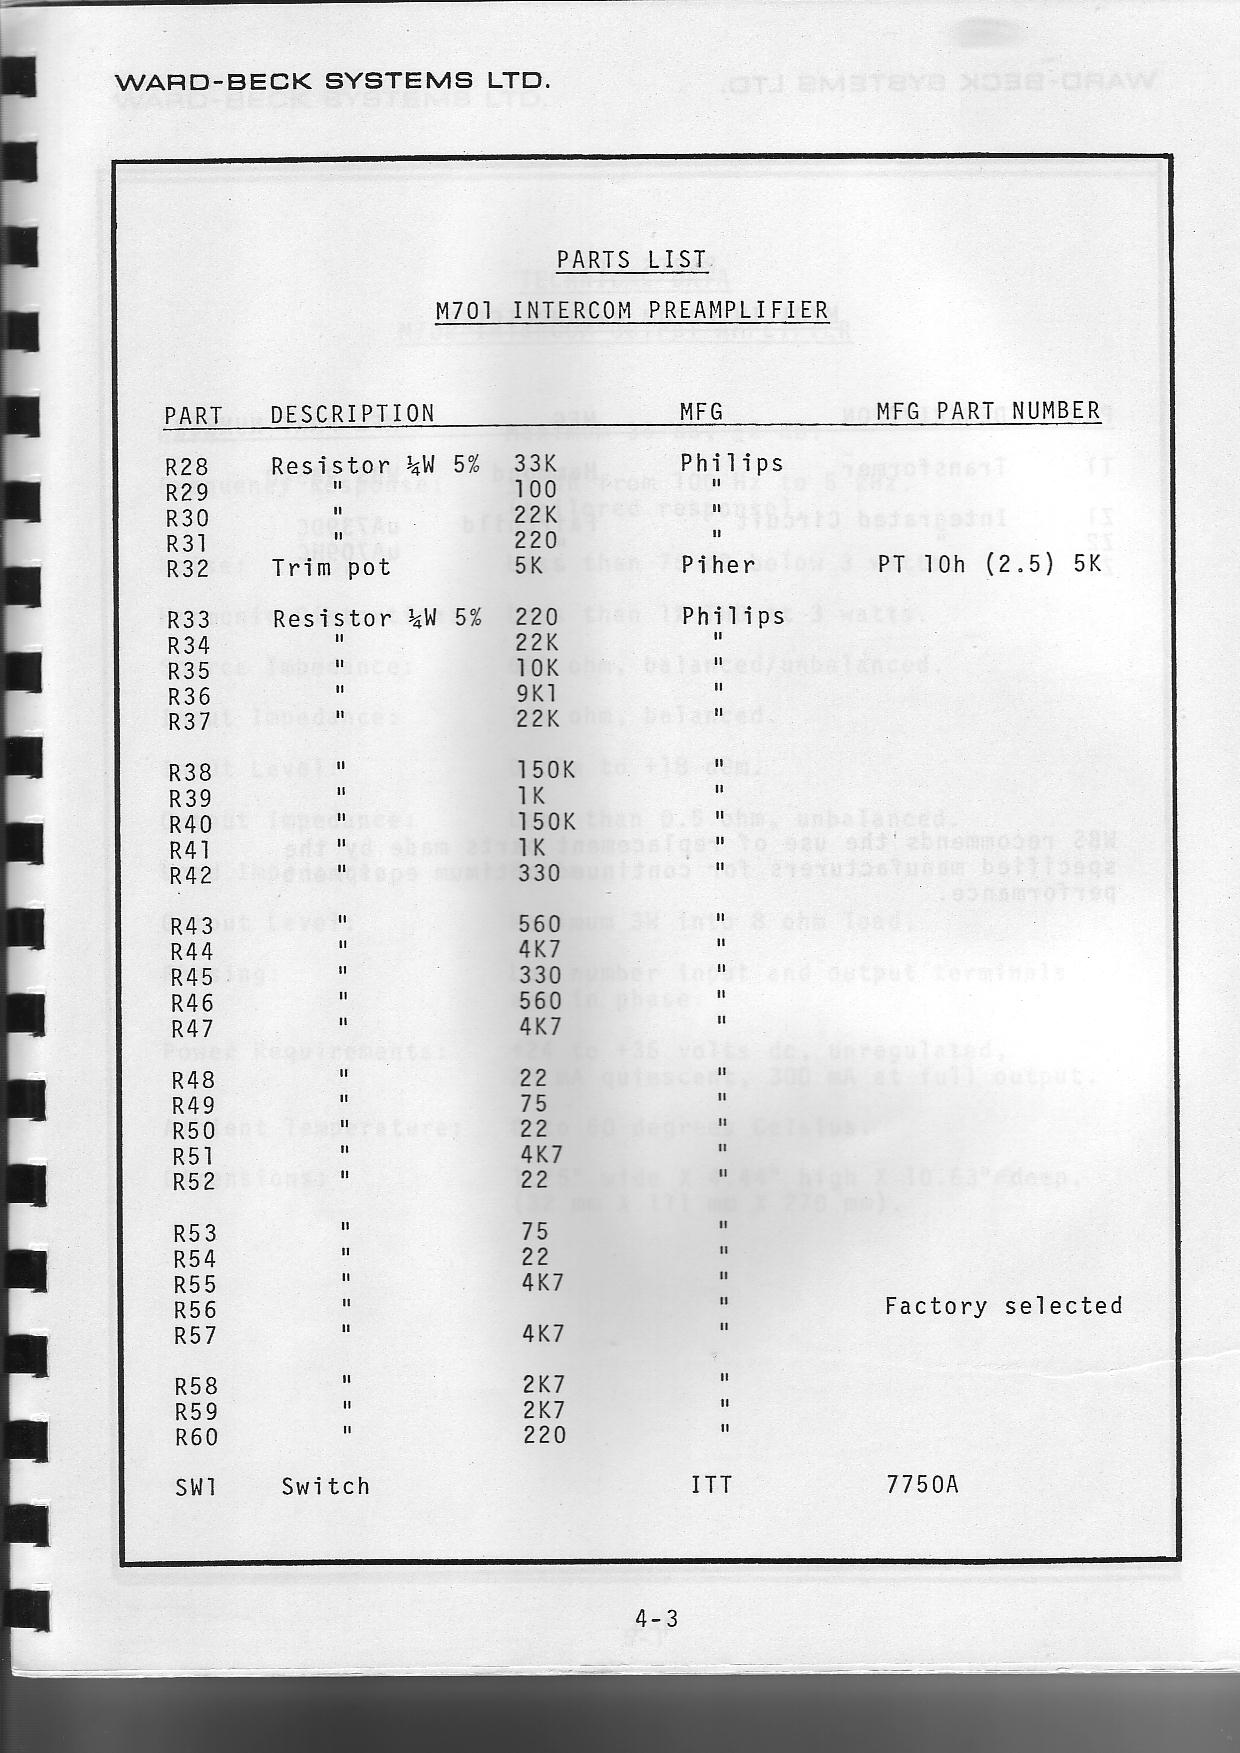 WARD-BECK SYSTEMS LTD.
PARTS LIST
M701 INTERCOM PREAMPLIFIER
PART DESCRIPTION MFG MFG PART NUMBER
R28 Resistor ¼W 5% 33K Philips
R29 " 100 "
R30 " 22K "
R31 " 220 "
R32 Trim pot 5K Piher PT 10h (2.5) 5K
R33 Resistor ¼W 5% 220 Philips
R34 " 22K "
R35 " 10K "
R36 " 9K1 "
R37 " 22K "
R38 " 150K "
R39 " 1K "
R40 " 150K "
R41 " 1K "
R42 " 330 "
R43 " 560 "
R44 " 4K7 "
R45 " 330 "
R46 " 560 "
R47 " 4K7 "
R48 " 22 "
R49 " 75 "
R50 " 22 "
R51 " 4K7 "
R52 " 22 "
R53 " 75 "
R54 " 22 "
R55 " 4K7 "
R56 " " Factory selected
R57 " 4K7 "
R58 " 2K7 "
R59 " 2K7 "
R60 " 220 "
SW1 Switch ITT 7750A
4-3